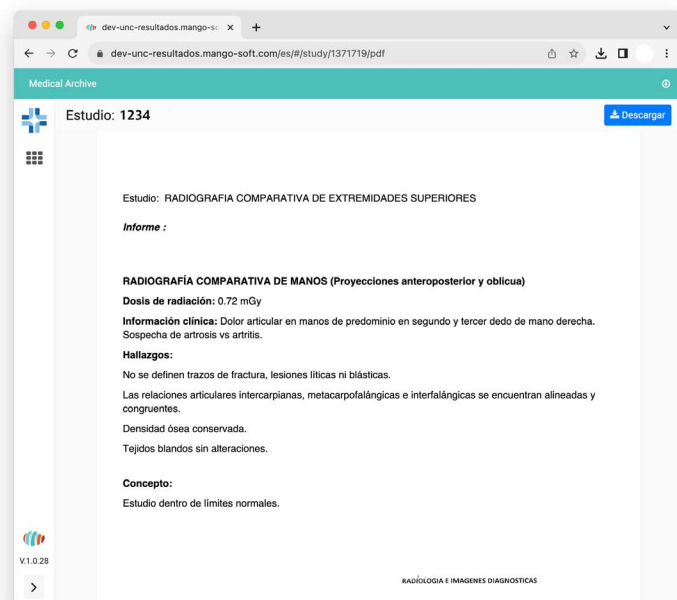 dev-unc-resultados.mango-so
dev-unc-resultados.mango-soft.com/es/#/study/1371719/pdf
Medical Archive
Estudio: 1234
Descargar
Estudio: RADIOGRAFIA COMPARATIVA DE EXTREMIDADES SUPERIORES
Informe :
RADIOGRAFÍA COMPARATIVA DE MANOS (Proyecciones anteroposterior y oblicua)
Dosis de radiación: 0.72 mGy
Información clínica: Dolor articular en manos de predominio en segundo y tercer dedo de mano derecha.
Sospecha de artrosis vs artritis.
Hallazgos:
No se definen trazos de fractura, lesiones líticas ni blásticas.
Las relaciones articulares intercarpianas, metacarpofalángicas e interfalángicas se encuentran alineadas y
congruentes.
Densidad ósea conservada.
Tejidos blandos sin alteraciones.
Concepto:
Estudio dentro de límites normales.
V.1.0.28
RADÍOLOGIA E IMAGENES DIAGNOSTICAS